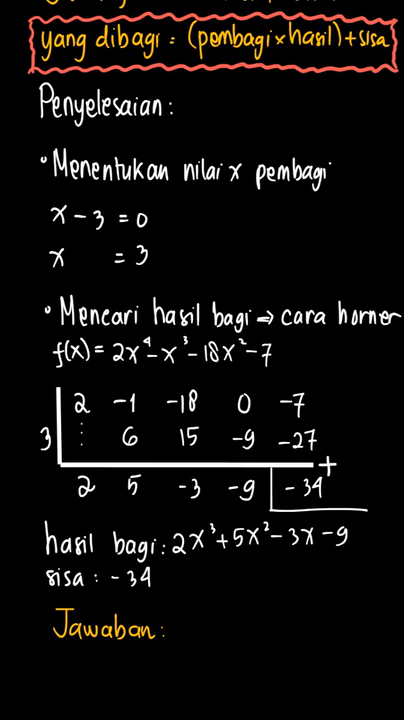 yang dibagi = (pembagi × hasil) + sisa
Penyelesaian:
• Menentukan nilai x pembagi
x - 3 = 0
x = 3
• Mencari hasil bagi ⇒ cara horner
f(x) = 2x⁴ - x³ - 18x² - 7
2 -1 -18 0 -7
3 ⋮ 6 15 -9 -27
+
2 5 -3 -9 -34
hasil bagi: 2x³ + 5x² - 3x - 9
sisa : - 34
Jawaban: